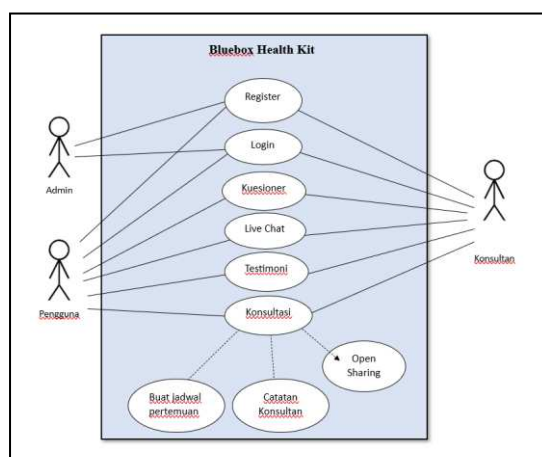 Bluebox Health Kit
Register
Login
Admin
Kuesioner
Live Chat
Konsultan
Testimoni
Pengguna
Konsultasi
Open
Sharing
Buat jadwal
pertemuan
Catatan
Konsultan